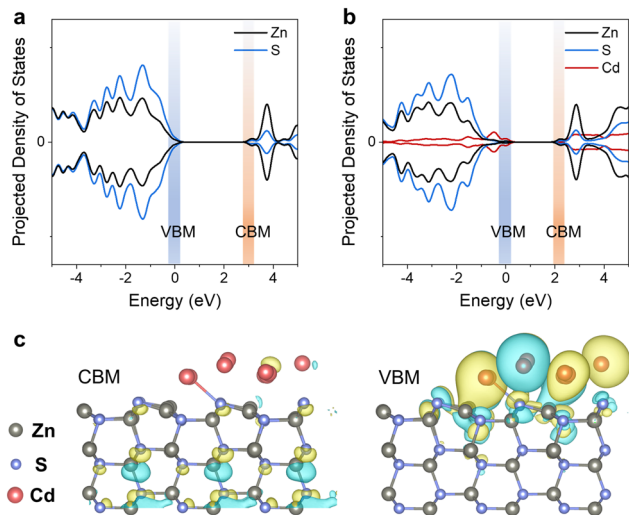 a
Projected Density of States
0
Zn
S
VBM
CBM
-4 -2 0 2 4
Energy (eV)
b
Projected Density of States
0
Zn
S
Cd
VBM
CBM
-4 -2 0 2 4
Energy (eV)
c
CBM
VBM
Zn
S
Cd